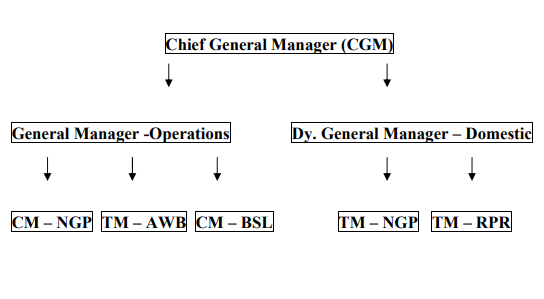 Chief General Manager (CGM)
General Manager -Operations
Dy. General Manager – Domestic
CM – NGP
TM – AWB
CM – BSL
TM – NGP
TM – RPR